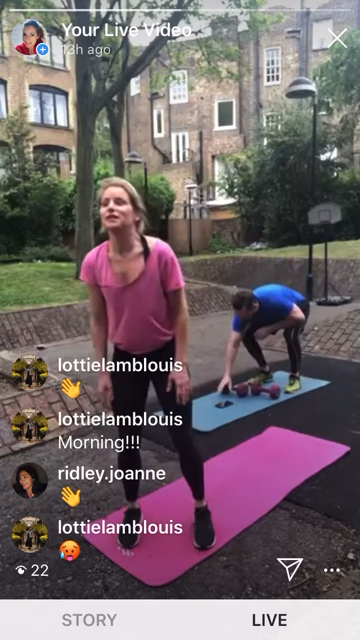 Your Live Video
13h ago
lottielamblouis
👋
lottielamblouis
Morning!!!
ridley.joanne
👋
lottielamblouis
🥵
22
STORY LIVE